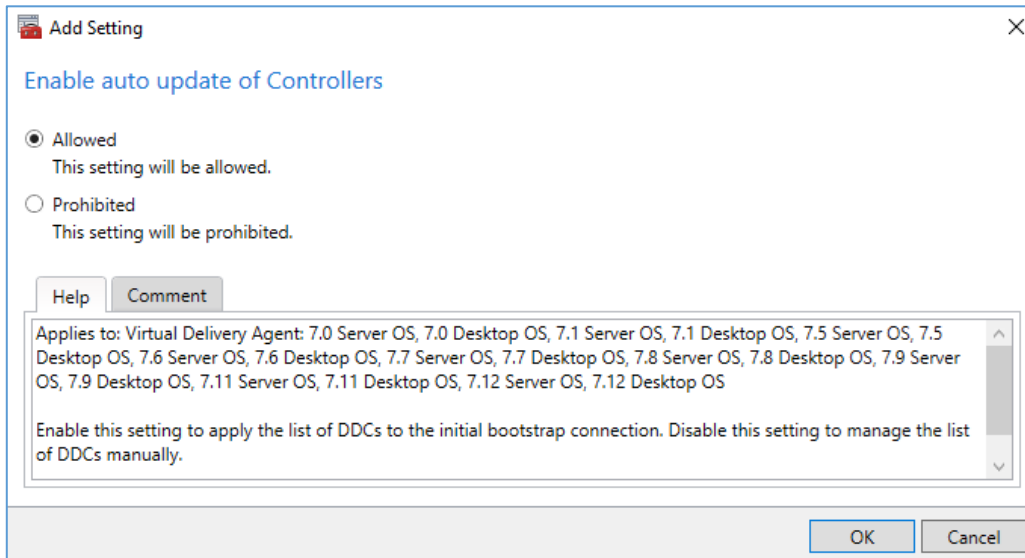 Add Setting
Enable auto update of Controllers
Allowed
This setting will be allowed.
Prohibited
This setting will be prohibited.
Help Comment
Applies to: Virtual Delivery Agent: 7.0 Server OS, 7.0 Desktop OS, 7.1 Server OS, 7.1 Desktop OS, 7.5 Server OS, 7.5
Desktop OS, 7.6 Server OS, 7.6 Desktop OS, 7.7 Server OS, 7.7 Desktop OS, 7.8 Server OS, 7.8 Desktop OS, 7.9 Server
OS, 7.9 Desktop OS, 7.11 Server OS, 7.11 Desktop OS, 7.12 Server OS, 7.12 Desktop OS
Enable this setting to apply the list of DDCs to the initial bootstrap connection. Disable this setting to manage the list
of DDCs manually.
OK Cancel